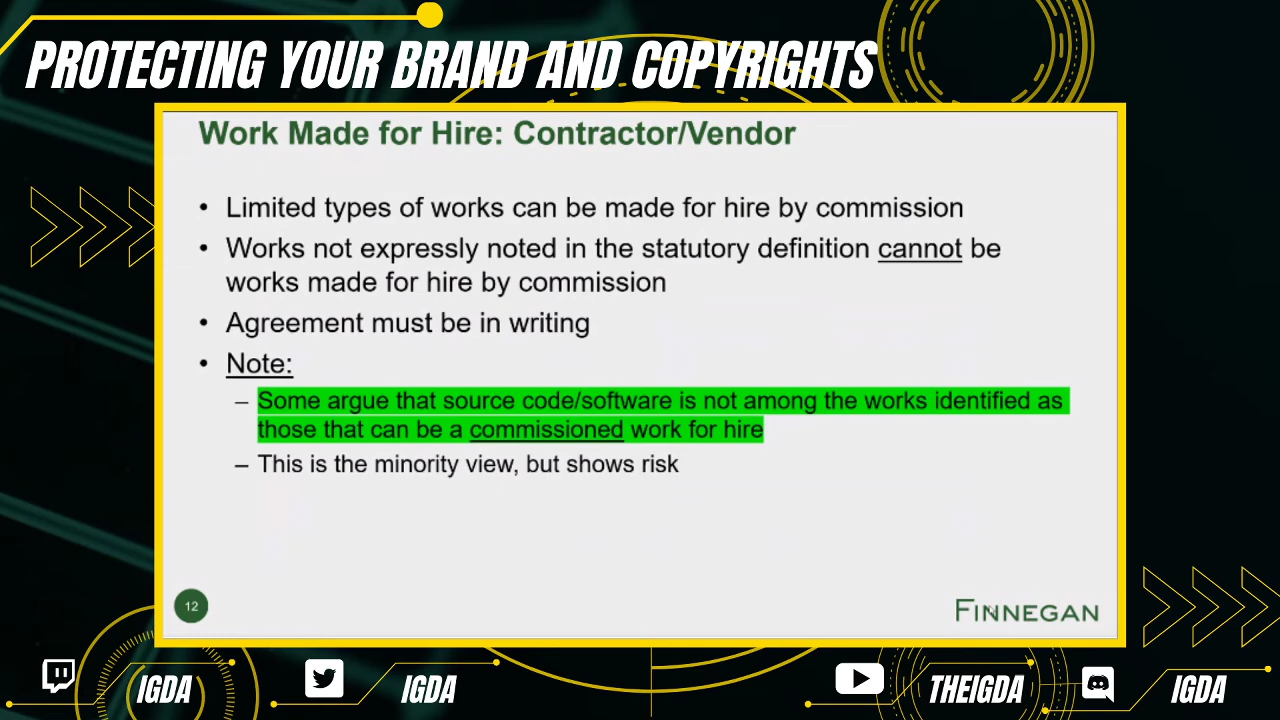 PROTECTING YOUR BRAND AND COPYRIGHTS
Work Made for Hire: Contractor/Vendor
• Limited types of works can be made for hire by commission
• Works not expressly noted in the statutory definition cannot be
works made for hire by commission
• Agreement must be in writing
• Note:
– Some argue that source code/software is not among the works identified as
those that can be a commissioned work for hire
– This is the minority view, but shows risk
12
FINNEGAN
IGDA
IGDA
THEIGDA
IGDA